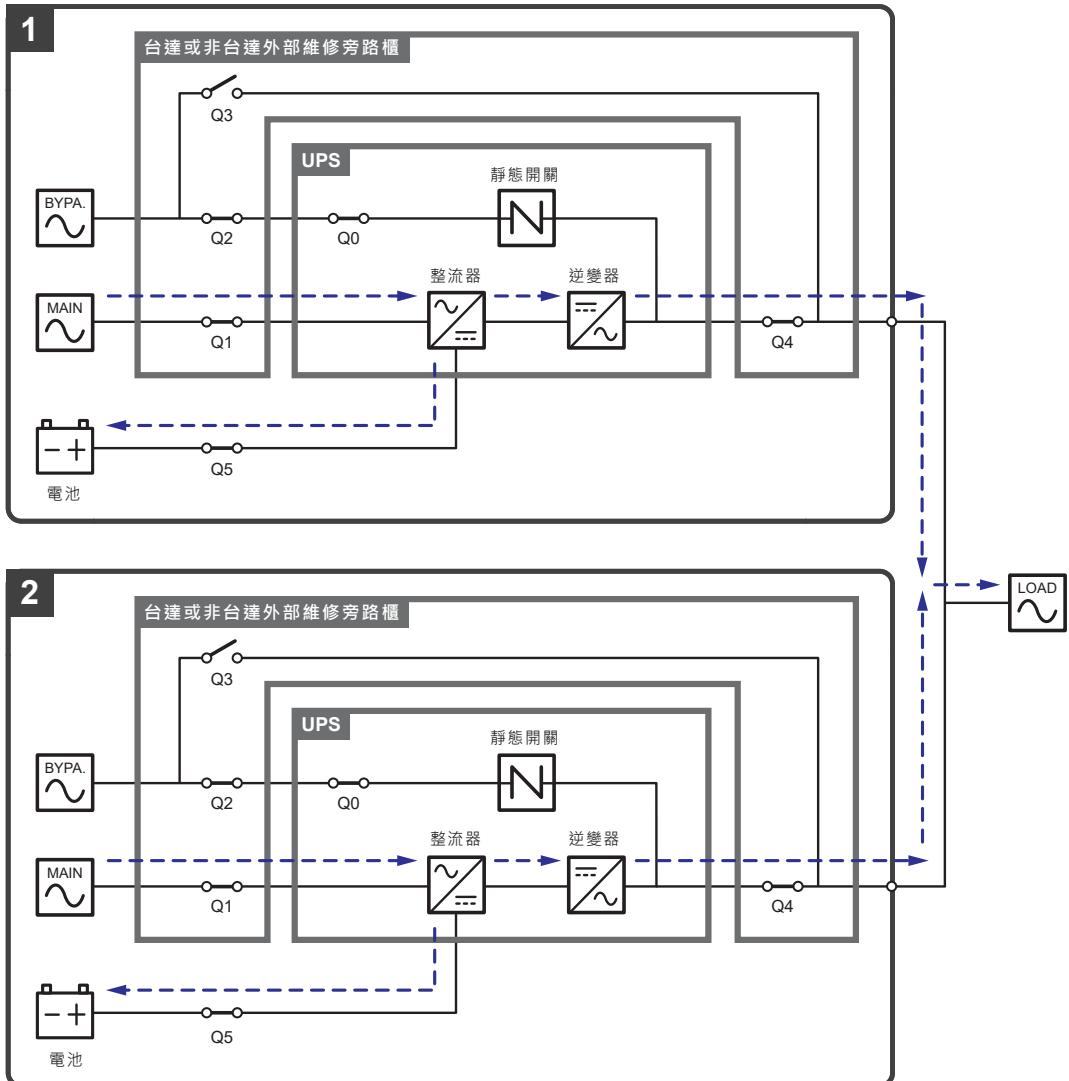 1
台達或非台達外部維修旁路櫃
Q3
UPS
靜態開關
BYPA.
Q2
Q0
整流器
逆變器
MAIN
Q1
Q4
Q5
電池
LOAD
2
台達或非台達外部維修旁路櫃
Q3
UPS
靜態開關
BYPA.
Q2
Q0
整流器
逆變器
MAIN
Q1
Q4
Q5
電池